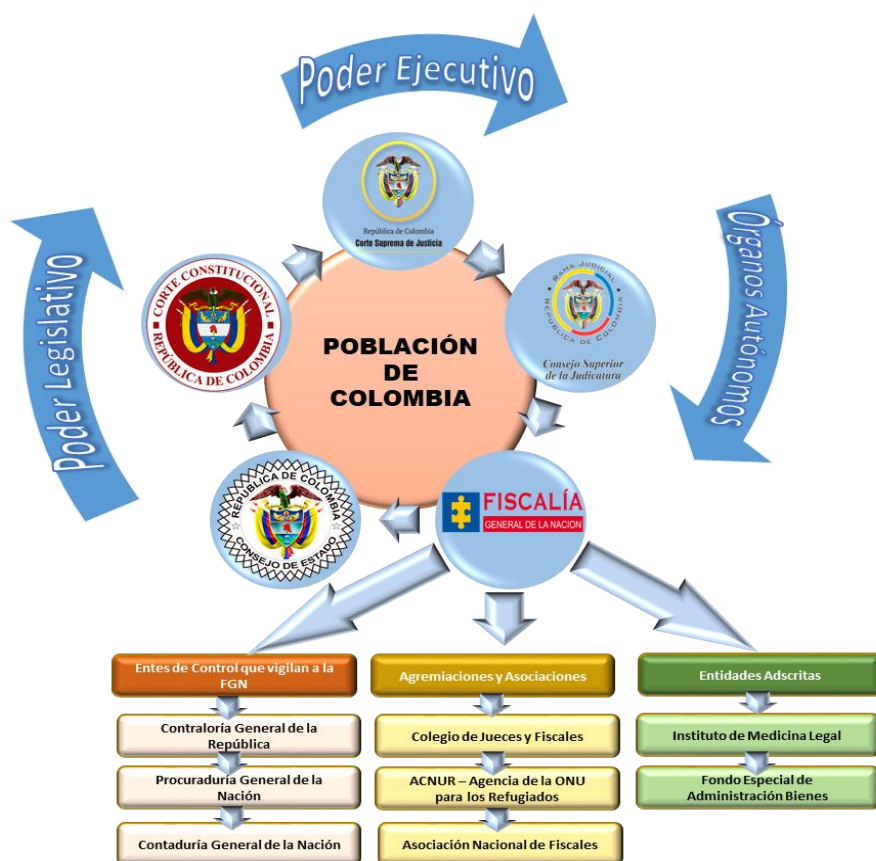 Poder Ejecutivo
Poder Legislativo
Órganos Autónomos
República de Colombia
Corte Suprema de Justicia
CORTE CONSTITUCIONAL
REPÚBLICA DE COLOMBIA
RAMA JUDICIAL
REPÚBLICA DE COLOMBIA
Consejo Superior
de la Judicatura
POBLACIÓN
DE
COLOMBIA
REPUBLICA DE COLOMBIA
CONSEJO DE ESTADO
FISCALÍA
GENERAL DE LA NACION
Entes de Control que vigilan a la
FGN
Contraloría General de la
República
Procuraduría General de la
Nación
Contaduría General de la Nación
Agremiaciones y Asociaciones
Colegio de Jueces y Fiscales
ACNUR – Agencia de la ONU
para los Refugiados
Asociación Nacional de Fiscales
Entidades Adscritas
Instituto de Medicina Legal
Fondo Especial de
Administración Bienes